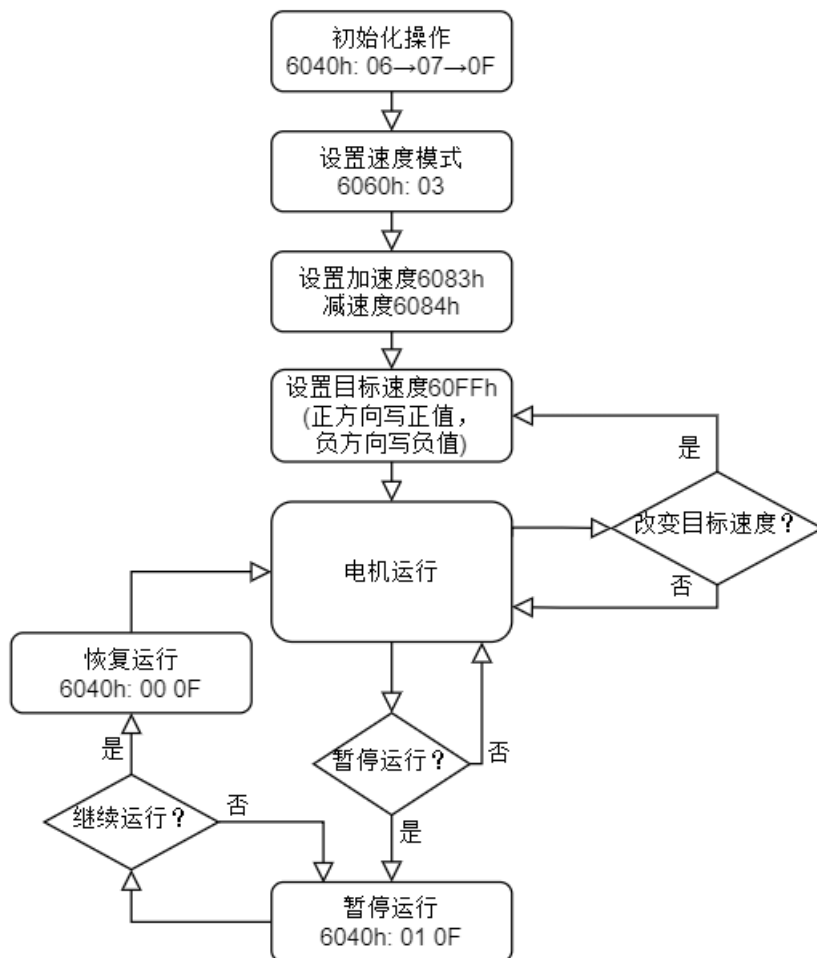 初始化操作
6040h: 06→07→0F
设置速度模式
6060h: 03
设置加速度6083h
减速度6084h
设置目标速度60FFh
(正方向写正值，
负方向写负值)
是
改变目标速度？
电机运行
否
恢复运行
6040h: 00 0F
是
暂停运行？
否
继续运行？
否
是
暂停运行
6040h: 01 0F